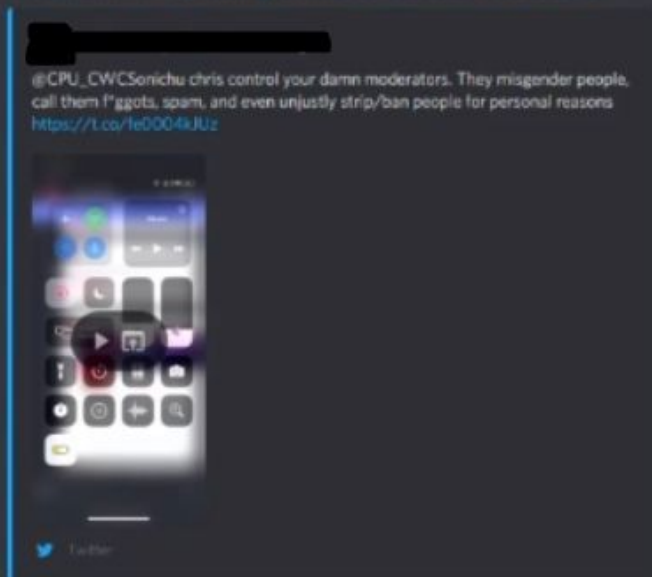 @CPU_CWCSonichu chris control your damn moderators. They misgender people,
call them f*ggots, spam, and even unjustly strip/ban people for personal reasons
https://t.co/fe0004kJUz
Twitter